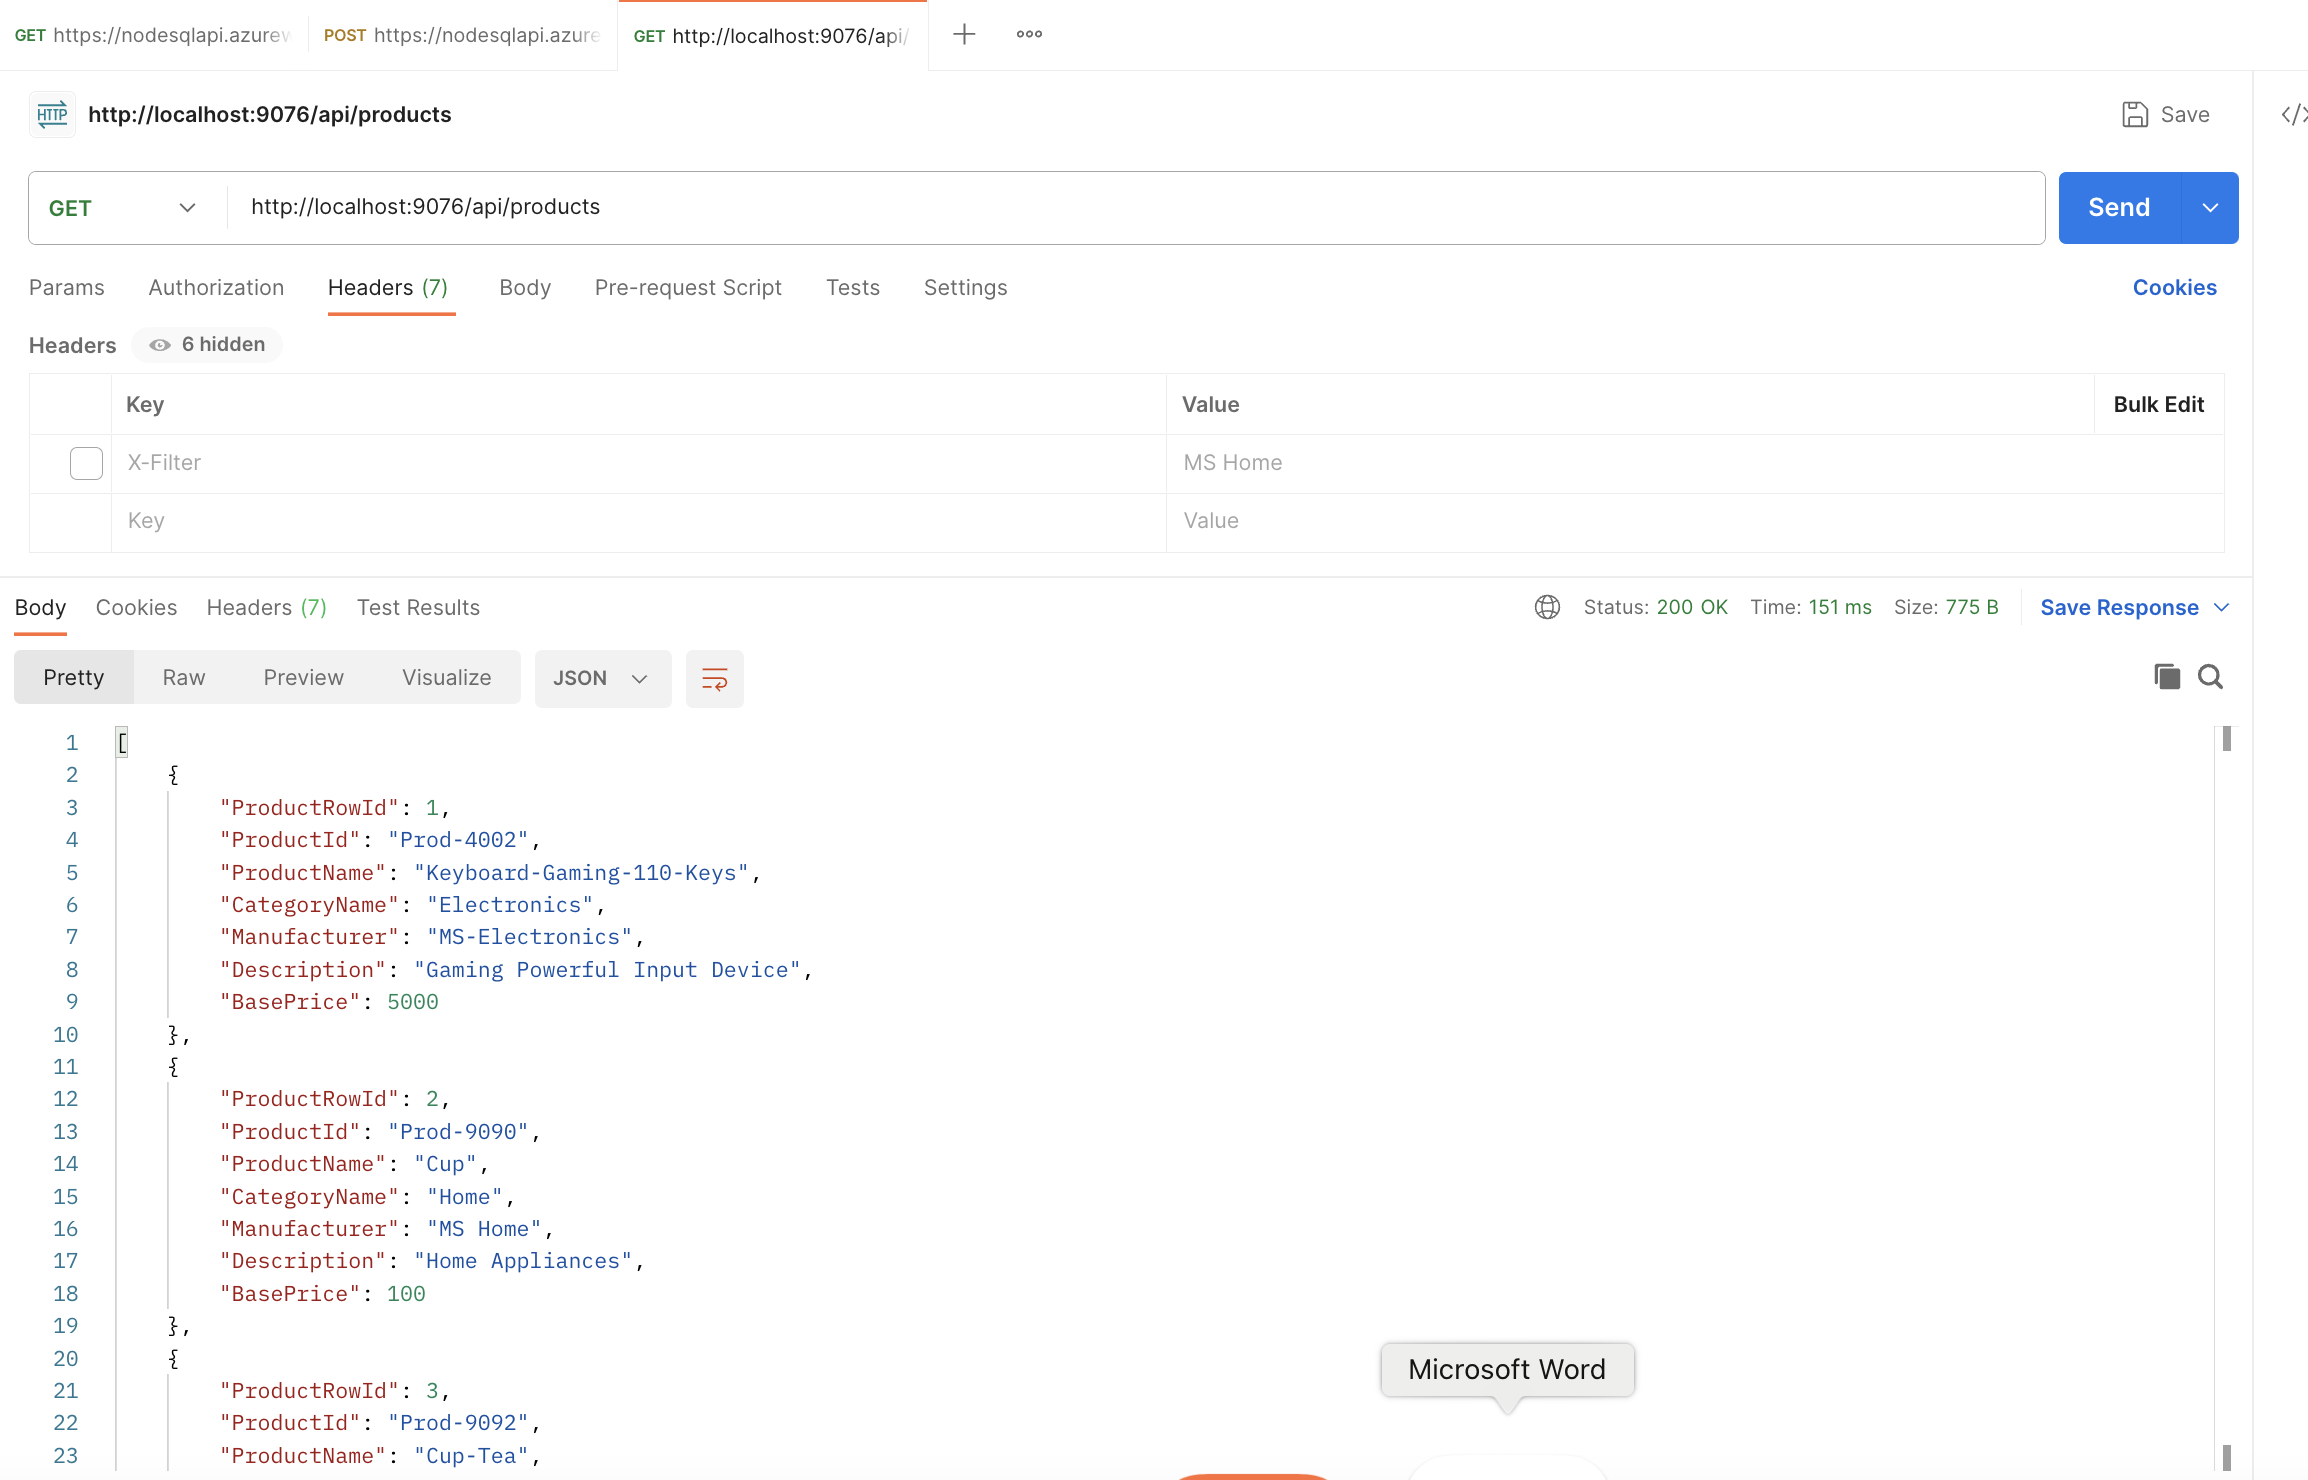 GET https://nodesqlapi.azurew
POST https://nodesqlapi.azure
GET http://localhost:9076/api/
HTTP http://localhost:9076/api/products
Save
GET http://localhost:9076/api/products
Send
Params Authorization Headers (7) Body Pre-request Script Tests Settings Cookies
Headers 6 hidden
Key Value Bulk Edit
X-Filter MS Home
Key Value
Body Cookies Headers (7) Test Results Status: 200 OK Time: 151 ms Size: 775 B Save Response
Pretty Raw Preview Visualize JSON
1 [
2 {
3 "ProductRowId": 1,
4 "ProductId": "Prod-4002",
5 "ProductName": "Keyboard-Gaming-110-Keys",
6 "CategoryName": "Electronics",
7 "Manufacturer": "MS-Electronics",
8 "Description": "Gaming Powerful Input Device",
9 "BasePrice": 5000
10 },
11 {
12 "ProductRowId": 2,
13 "ProductId": "Prod-9090",
14 "ProductName": "Cup",
15 "CategoryName": "Home",
16 "Manufacturer": "MS Home",
17 "Description": "Home Appliances",
18 "BasePrice": 100
19 },
20 {
21 "ProductRowId": 3,
22 "ProductId": "Prod-9092",
23 "ProductName": "Cup-Tea",
Microsoft Word